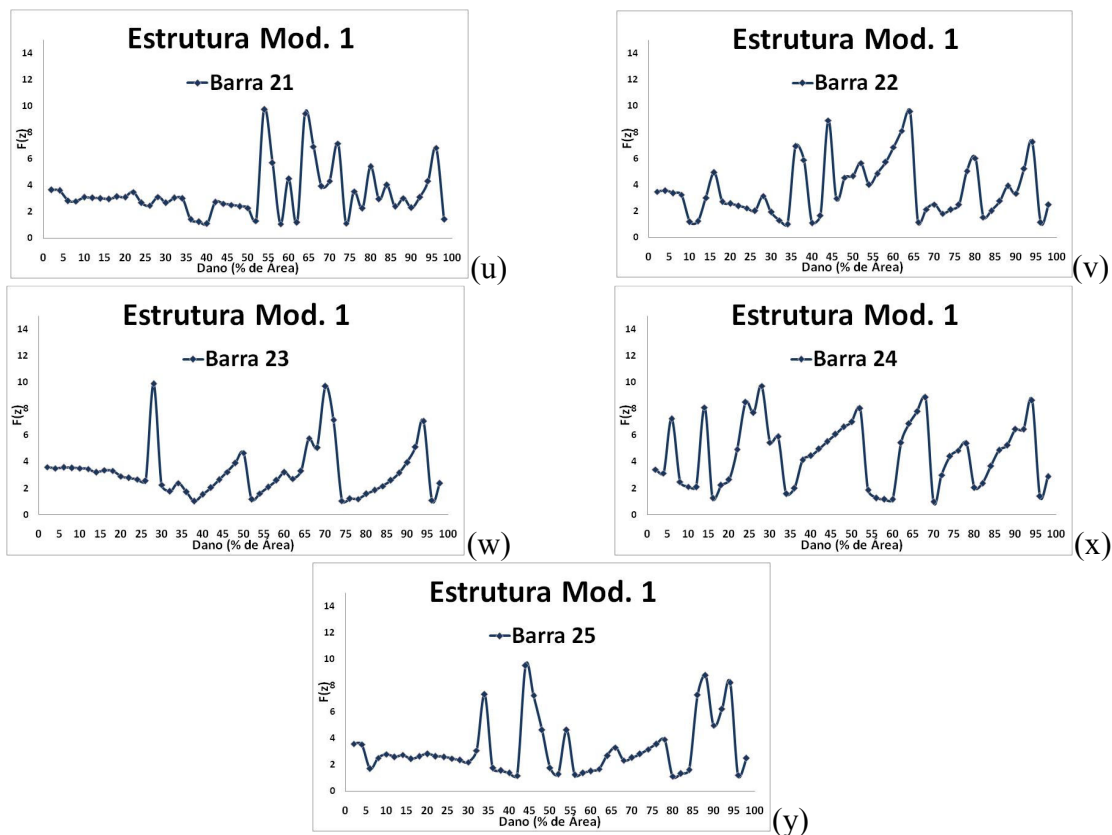 Estrutura Mod. 1
Barra 21
F(z)
14
12
10
8
6
4
2
0
0 5 10 15 20 25 30 35 40 45 50 55 60 65 70 75 80 85 90 95 100
Dano (% de Área)
(u)
Estrutura Mod. 1
Barra 22
F(z)
14
12
10
8
6
4
2
0
0 5 10 15 20 25 30 35 40 45 50 55 60 65 70 75 80 85 90 95 100
Dano (% de Área)
(v)
Estrutura Mod. 1
Barra 23
F(z)
14
12
10
8
6
4
2
0
0 5 10 15 20 25 30 35 40 45 50 55 60 65 70 75 80 85 90 95 100
Dano (% de Área)
(w)
Estrutura Mod. 1
Barra 24
F(z)
14
12
10
8
6
4
2
0
0 5 10 15 20 25 30 35 40 45 50 55 60 65 70 75 80 85 90 95 100
Dano (% de Área)
(x)
Estrutura Mod. 1
Barra 25
F(z)
14
12
10
8
6
4
2
0
0 5 10 15 20 25 30 35 40 45 50 55 60 65 70 75 80 85 90 95 100
Dano (% de Área)
(y)